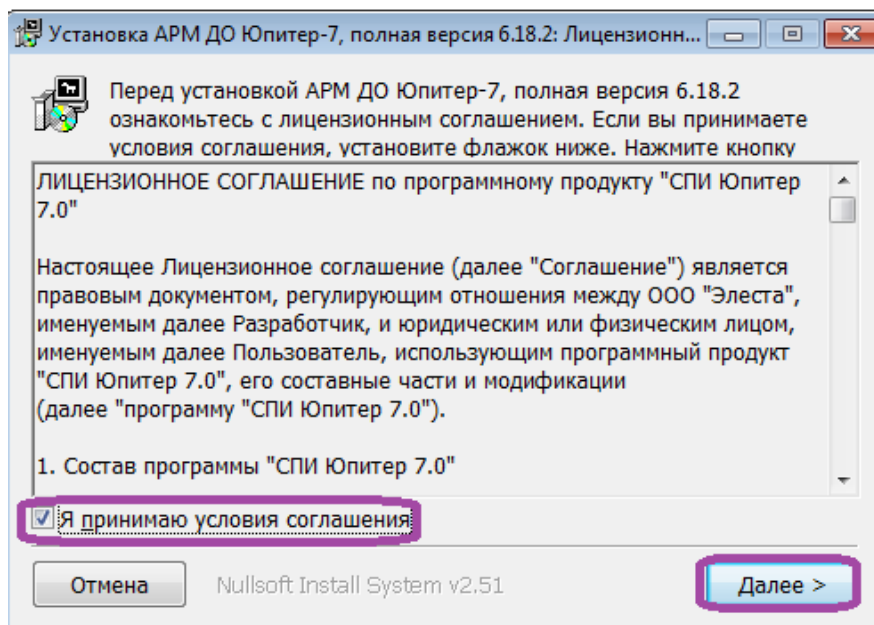 Установка АРМ ДО Юпитер-7, полная версия 6.18.2: Лицензионн...
Перед установкой АРМ ДО Юпитер-7, полная версия 6.18.2
ознакомьтесь с лицензионным соглашением. Если вы принимаете
условия соглашения, установите флажок ниже. Нажмите кнопку
ЛИЦЕНЗИОННОЕ СОГЛАШЕНИЕ по программному продукту "СПИ Юпитер
7.0"
Настоящее Лицензионное соглашение (далее "Соглашение") является
правовым документом, регулирующим отношения между ООО "Элеста",
именуемым далее Разработчик, и юридическим или физическим лицом,
именуемым далее Пользователь, использующим программный продукт
"СПИ Юпитер 7.0", его составные части и модификации
(далее "программу "СПИ Юпитер 7.0").
1. Состав программы "СПИ Юпитер 7.0"
Я принимаю условия соглашения
Отмена Nullsoft Install System v2.51 Далее >